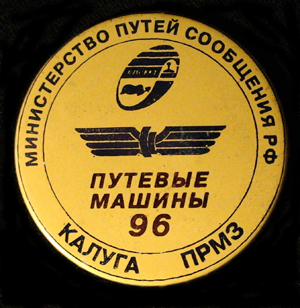 МИНИСТЕРСТВО ПУТЕЙ СООБЩЕНИЯ РФ
ПУТЕВЫЕ
МАШИНЫ
96
КАЛУГА ПРМЗ